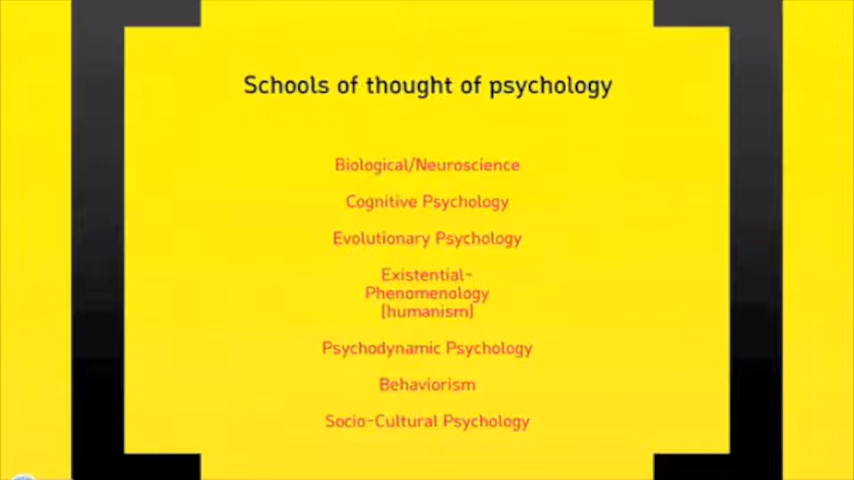 Schools of thought of psychology
Biological/Neuroscience
Cognitive Psychology
Evolutionary Psychology
Existential-
Phenomenology
[humanism]
Psychodynamic Psychology
Behaviorism
Socio-Cultural Psychology